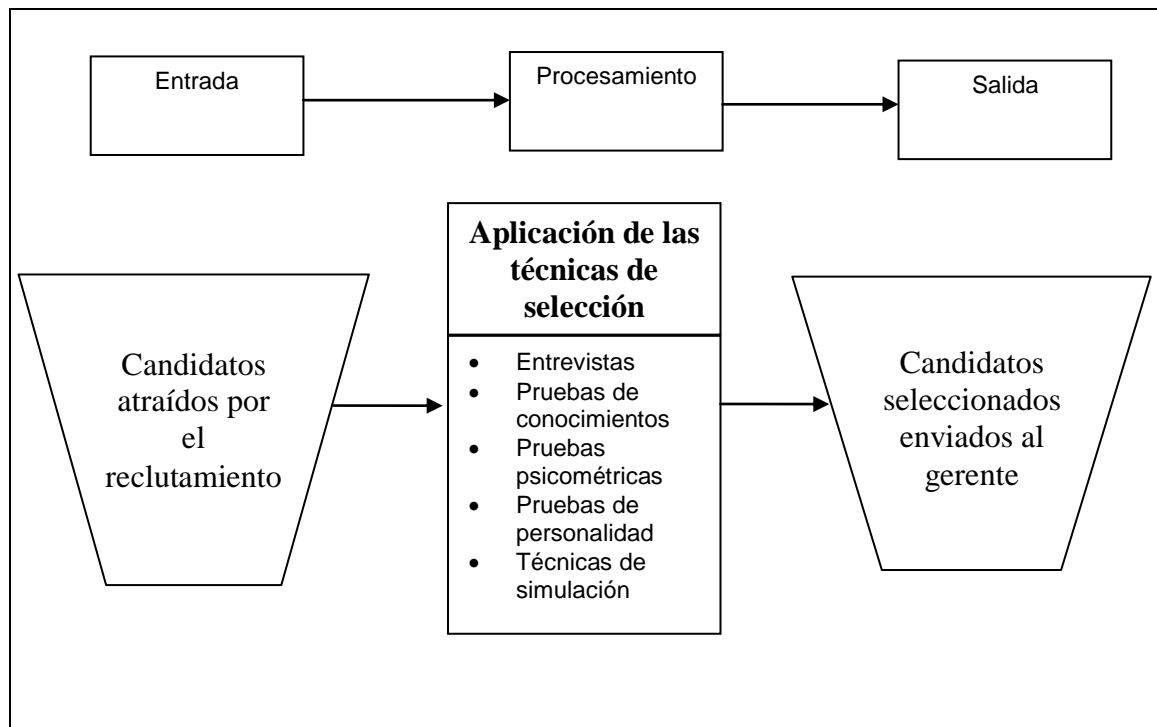 Entrada
Procesamiento
Salida
Aplicación de las
técnicas de
selección
Candidatos
atraídos por
el
reclutamiento
• Entrevistas
• Pruebas de
conocimientos
• Pruebas
psicométricas
• Pruebas de
personalidad
• Técnicas de
simulación
Candidatos
seleccionados
enviados al
gerente